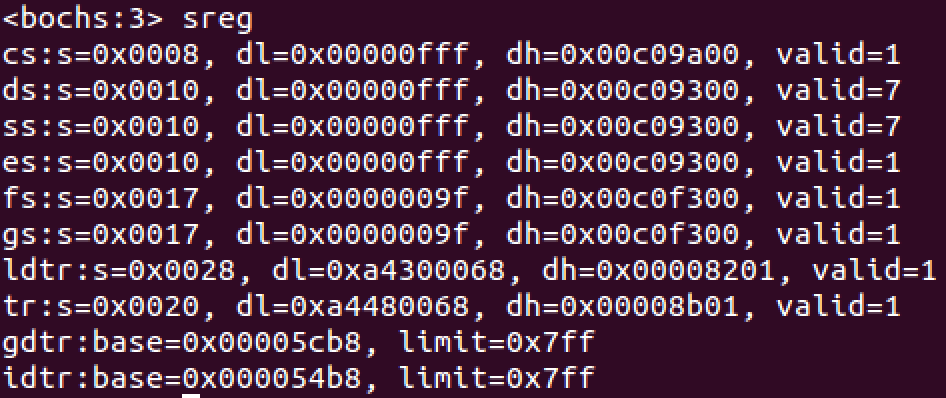 <bochs:3> sreg
cs:s=0x0008, dl=0x00000fff, dh=0x00c09a00, valid=1
ds:s=0x0010, dl=0x00000fff, dh=0x00c09300, valid=7
ss:s=0x0010, dl=0x00000fff, dh=0x00c09300, valid=7
es:s=0x0010, dl=0x00000fff, dh=0x00c09300, valid=1
fs:s=0x0017, dl=0x0000009f, dh=0x00c0f300, valid=1
gs:s=0x0017, dl=0x0000009f, dh=0x00c0f300, valid=1
ldtr:s=0x0028, dl=0xa4300068, dh=0x00008201, valid=1
tr:s=0x0020, dl=0xa4480068, dh=0x00008b01, valid=1
gdtr:base=0x00005cb8, limit=0x7ff
idtr:base=0x000054b8, limit=0x7ff